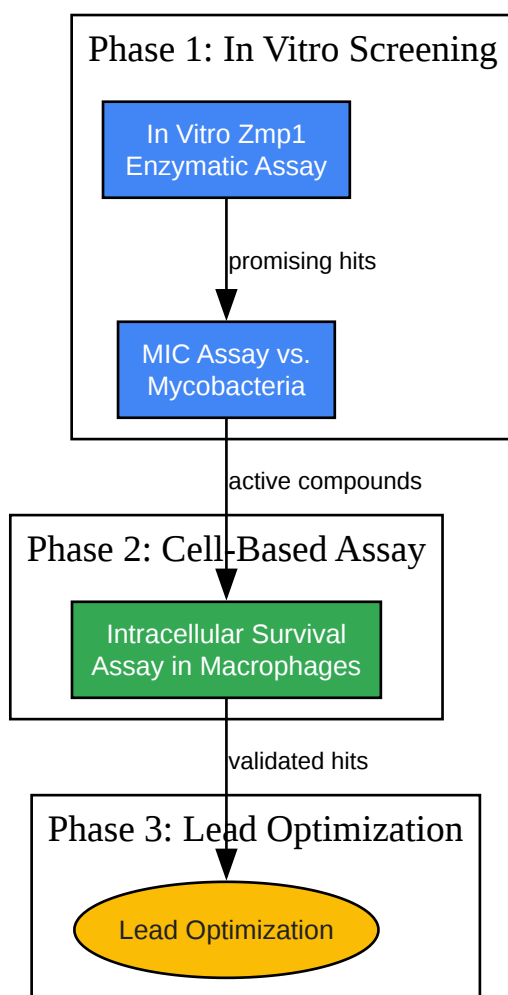 Phase 1: In Vitro Screening
In Vitro Zmp1
Enzymatic Assay
promising hits
MIC Assay vs.
Mycobacteria
active compounds
Phase 2: Cell-Based Assay
Intracellular Survival
Assay in Macrophages
validated hits
Phase 3: Lead Optimization
Lead Optimization